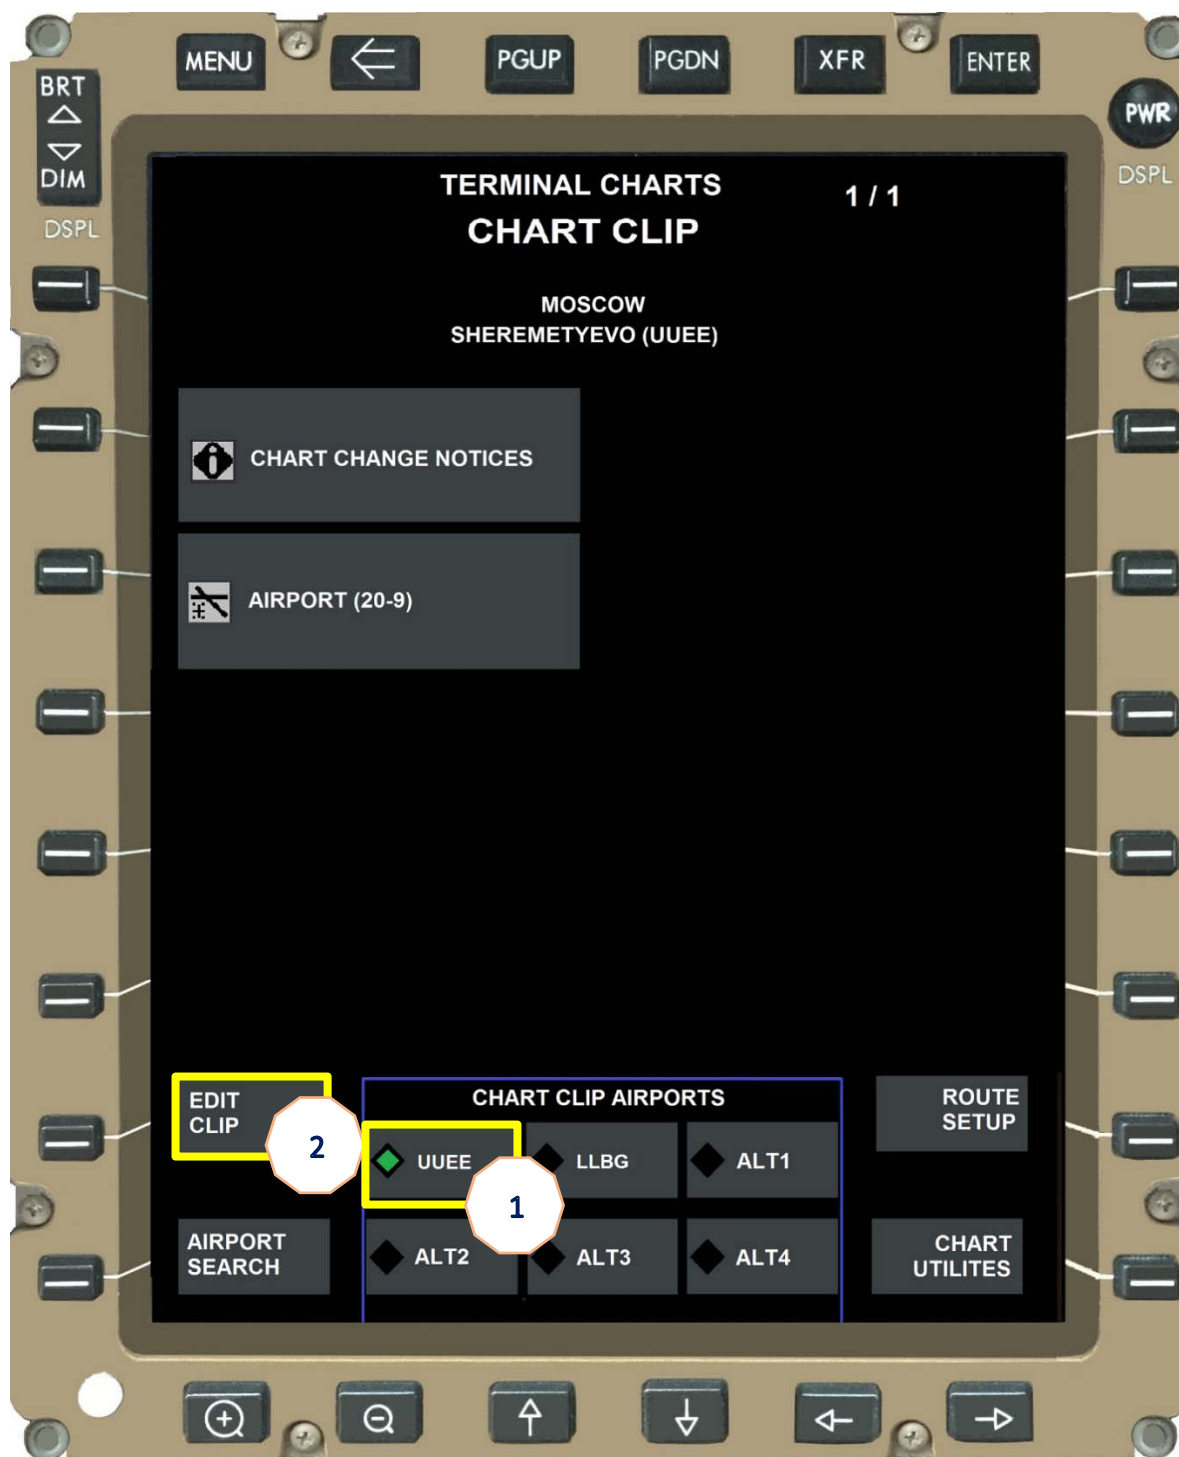 MENU
PGUP
PGDN
XFR
ENTER
BRT
DIM
DSPL
PWR
DSPL
TERMINAL CHARTS
1 / 1
CHART CLIP
MOSCOW
SHEREMETYEVO (UUEE)
CHART CHANGE NOTICES
AIRPORT (20-9)
EDIT
CLIP
2
CHART CLIP AIRPORTS
UUEE
1
LLBG
ALT1
ROUTE
SETUP
AIRPORT
SEARCH
ALT2
ALT3
ALT4
CHART
UTILITES